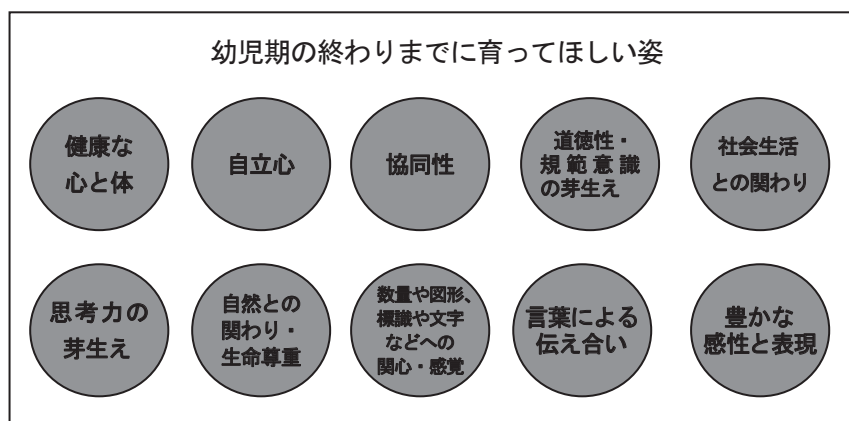 幼児期の終わりまでに育ってほしい姿
健康な
心と体
自立心
協同性
道徳性・
規範意識
の芽生え
社会生活
との関わり
思考力の
芽生え
自然との
関わり・
生命尊重
数量や図形、
標識や文字
などへの
関心・感覚
言葉による
伝え合い
豊かな
感性と表現